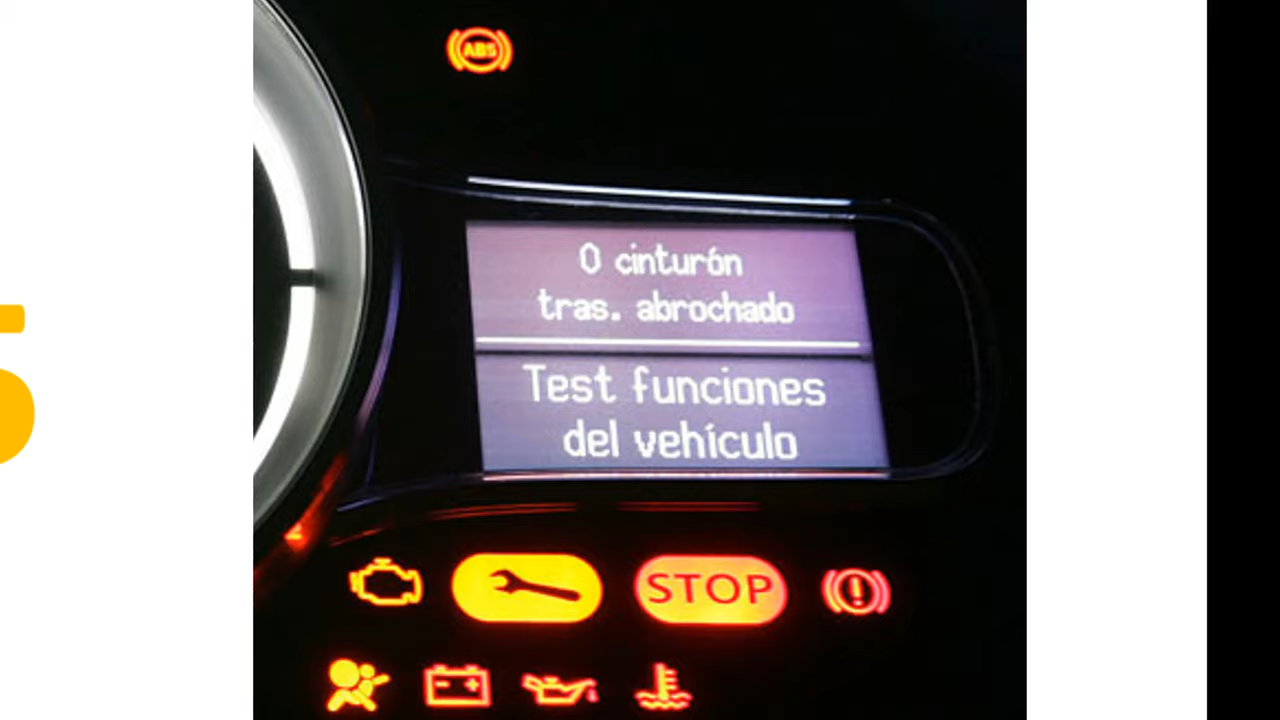 ABS
0 cinturón
tras. abrochado
Test funciones
del vehículo
STOP